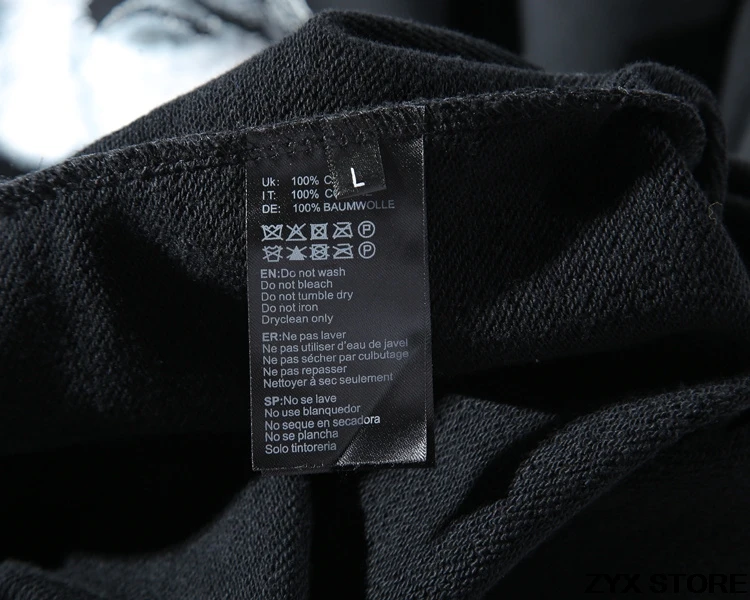 L
Uk: 100%
IT: 100%
DE: 100% BAUMWOLLE
EN:Do not wash
Do not bleach
Do not tumble dry
Do not iron
Dryclean only
ER:Ne pas laver
Ne pas utiliser d'eau de javel
Ne pas sécher par culbutage
Ne pas repasser
Nettoyer à sec seulement
SP:No se lave
No use blanquedor
No seque en secadora
No se plancha
Solo tintoreria
ZYX STORE